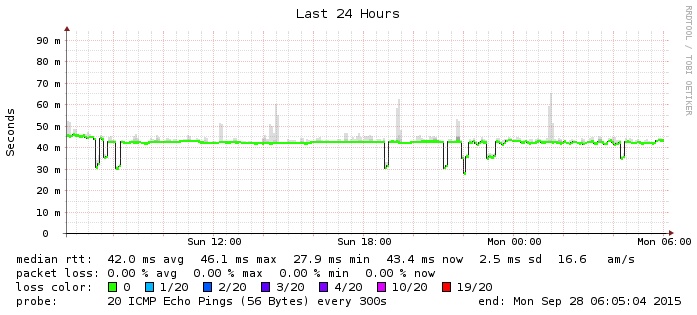 Last 24 Hours
RRDTOOL / TOBI OETIKER
Seconds
90 m
80 m
70 m
60 m
50 m
40 m
30 m
20 m
10 m
0
Sun 12:00 Sun 18:00 Mon 00:00 Mon 06:00
median rtt: 42.0 ms avg 46.1 ms max 27.9 ms min 43.4 ms now 2.5 ms sd 16.6 am/s
packet loss: 0.00 % avg 0.00 % max 0.00 % min 0.00 % now
loss color: 0 1/20 2/20 3/20 4/20 10/20 19/20
probe: 20 ICMP Echo Pings (56 Bytes) every 300s end: Mon Sep 28 06:05:04 2015